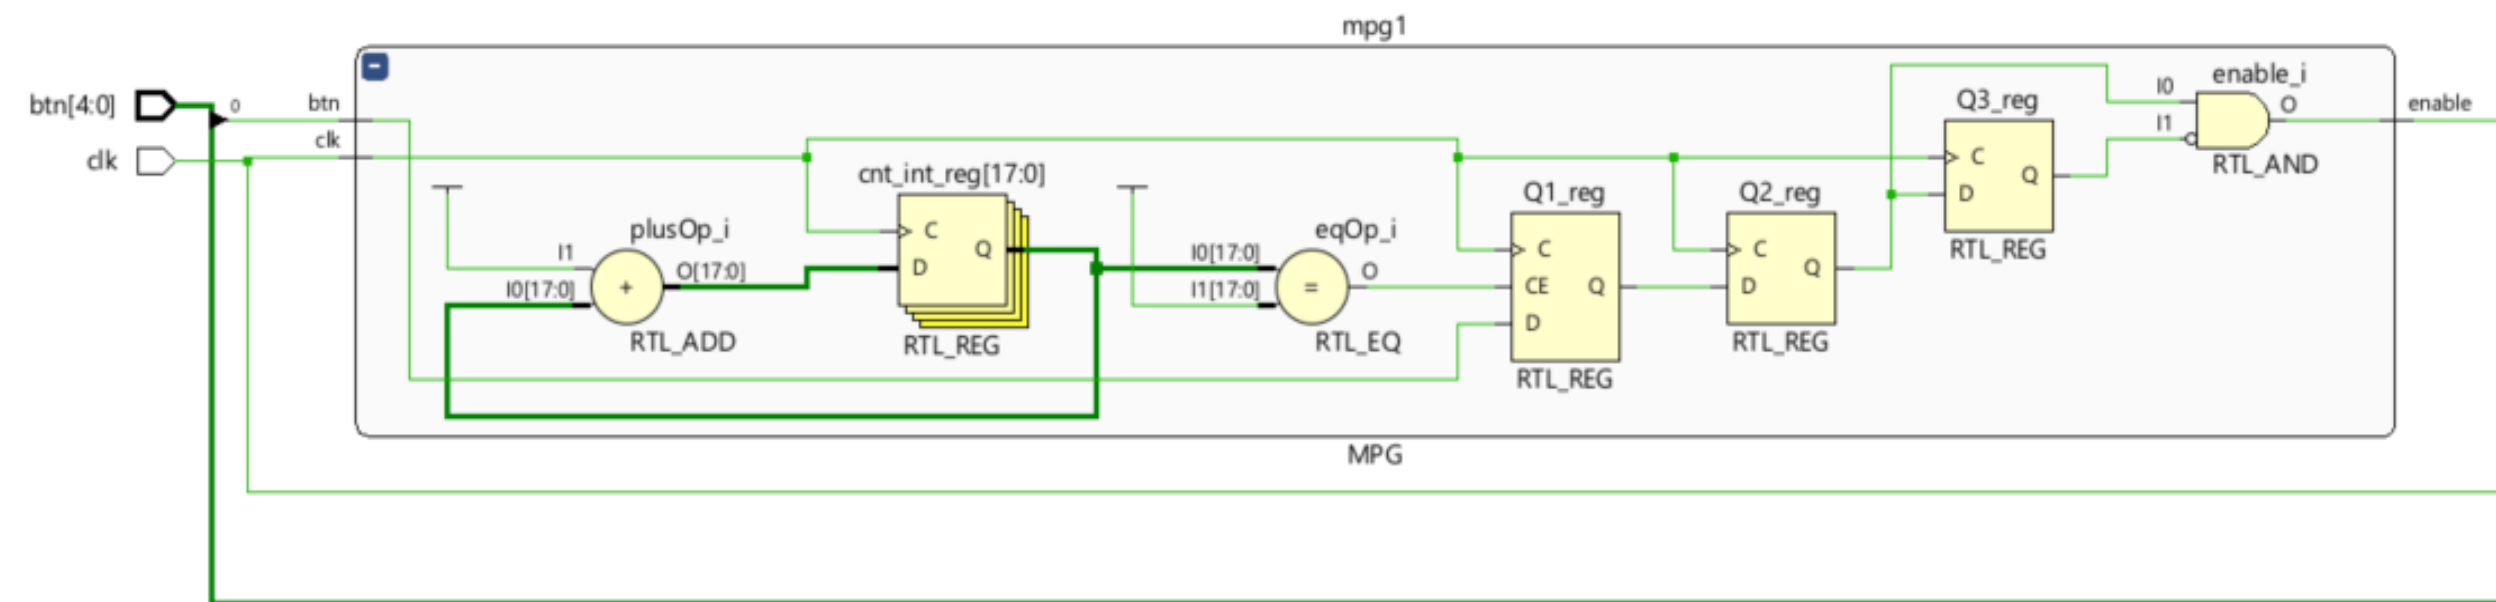 mpg1
-
btn[4:0]
0
btn
clk
clk
cnt_int_reg[17:0]
C
D
Q
RTL_REG
plusOp_i
I1
I0[17:0]
+
O[17:0]
RTL_ADD
eqOp_i
I0[17:0]
I1[17:0]
=
O
RTL_EQ
Q1_reg
C
CE
D
Q
RTL_REG
Q2_reg
C
D
Q
RTL_REG
Q3_reg
C
D
Q
RTL_REG
enable_i
I0
I1
O
RTL_AND
enable
MPG